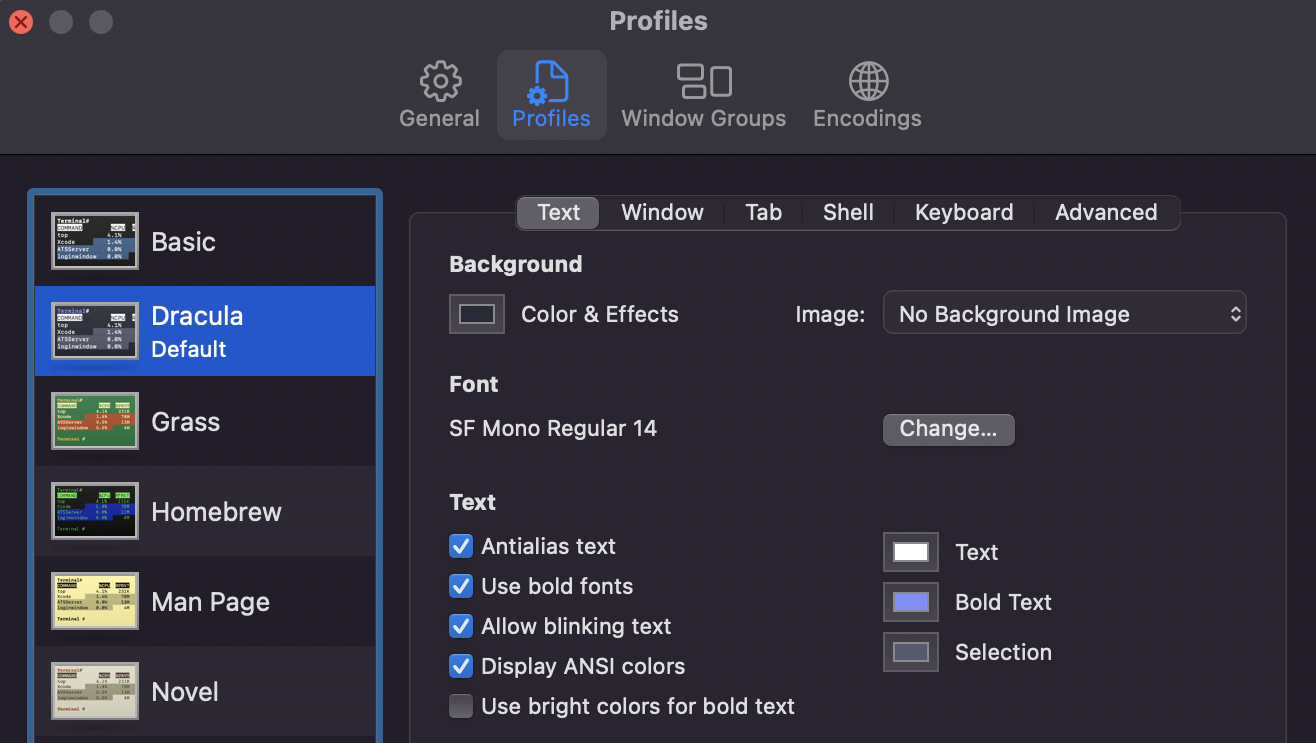 Profiles
General
Profiles
Window Groups
Encodings
Basic
Dracula
Default
Grass
Homebrew
Man Page
Novel
Text
Window
Tab
Shell
Keyboard
Advanced
Background
Color & Effects
Image:
No Background Image
Font
SF Mono Regular 14
Change...
Text
Antialias text
Use bold fonts
Allow blinking text
Display ANSI colors
Use bright colors for bold text
Text
Bold Text
Selection